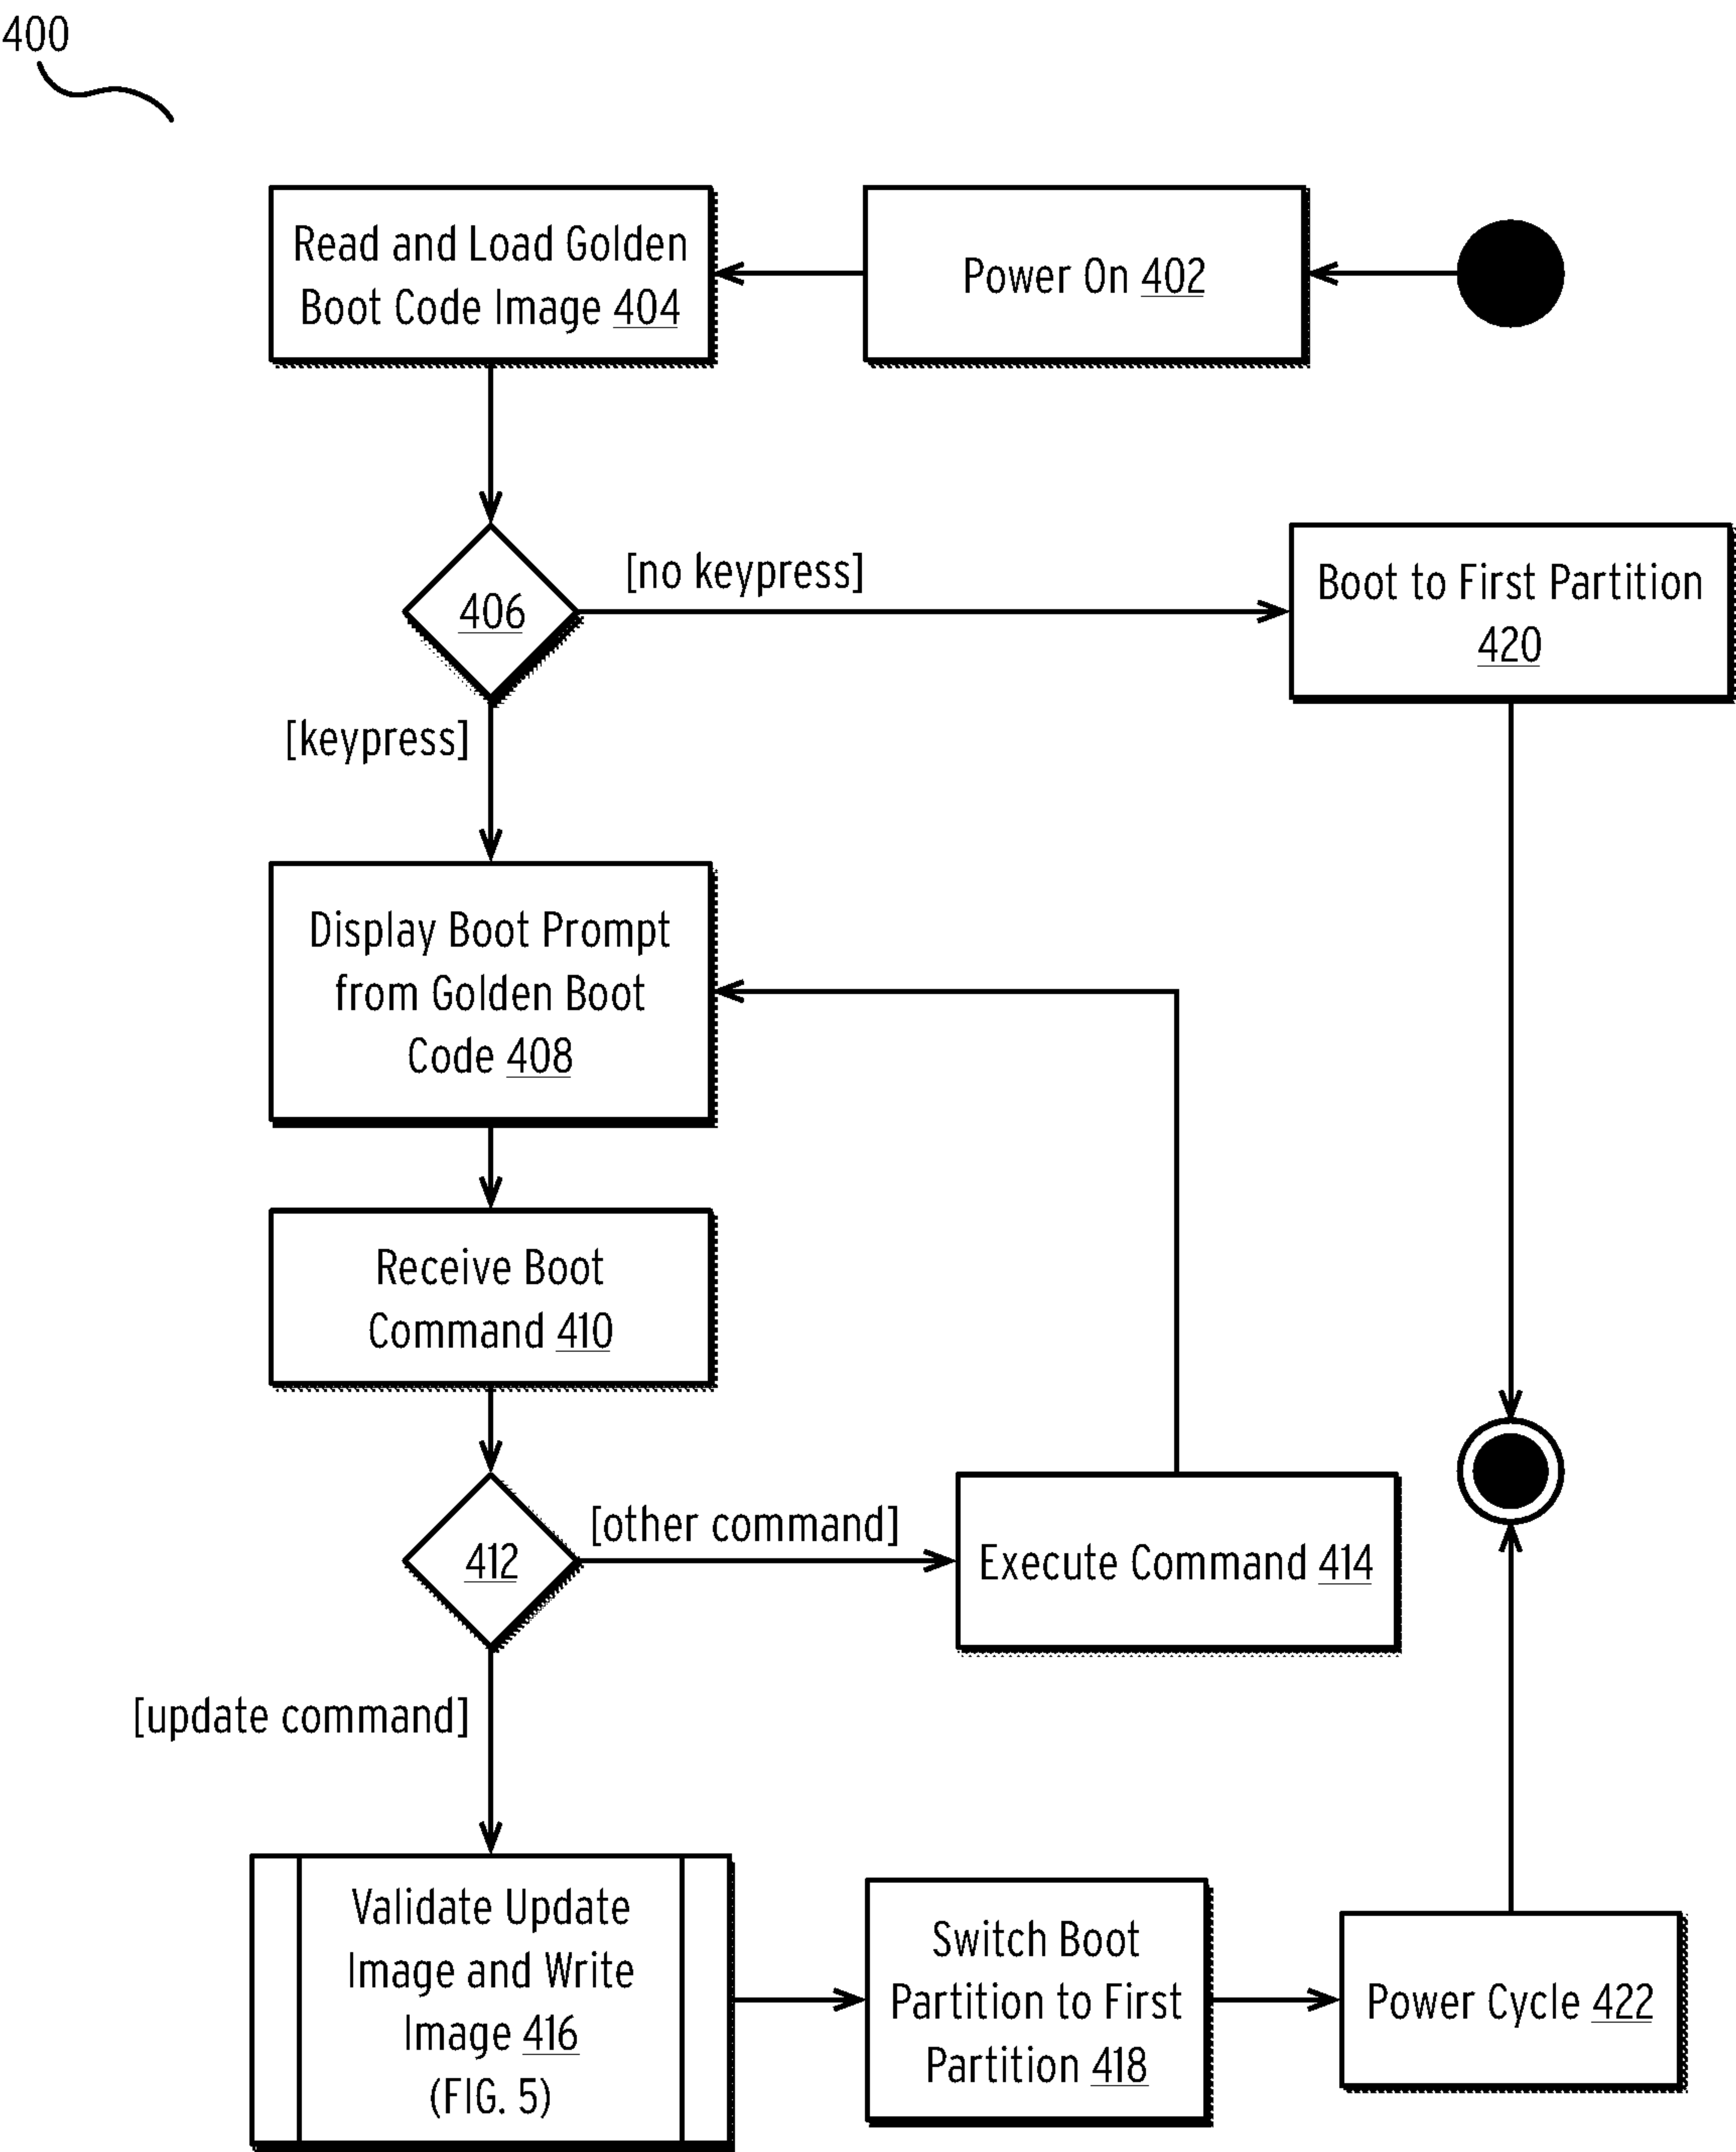 400
Read and Load Golden
Boot Code Image 404
Power On 402
406
[no keypress]
Boot to First Partition
420
[keypress]
Display Boot Prompt
from Golden Boot
Code 408
Receive Boot
Command 410
412
[other command]
Execute Command 414
[update command]
Validate Update
Image and Write
Image 416
(FIG. 5)
Switch Boot
Partition to First
Partition 418
Power Cycle 422